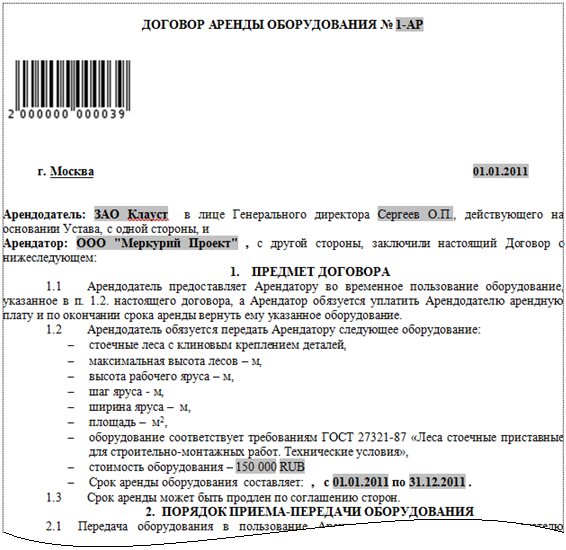 ДОГОВОР АРЕНДЫ ОБОРУДОВАНИЯ № 1-АР
2 000000 000039
г. Москва 01.01.2011
Арендодатель: ЗАО Клауст в лице Генерального директора Сергеев О.П., действующего на
основании Устава, с одной стороны, и
Арендатор: ООО "Меркурий Проект" , с другой стороны, заключили настоящий Договор о
нижеследующем:
1. ПРЕДМЕТ ДОГОВОРА
1.1 Арендодатель предоставляет Арендатору во временное пользование оборудование,
указанное в п. 1.2. настоящего договора, а Арендатор обязуется уплатить Арендодателю арендную
плату и по окончании срока аренды вернуть ему указанное оборудование.
1.2 Арендодатель обязуется передать Арендатору следующее оборудование:
– стоечные леса с клиновым креплением деталей,
– максимальная высота лесов – м,
– высота рабочего яруса – м,
– шаг яруса - м,
– ширина яруса – м,
– площадь – м²,
– оборудование соответствует требованиям ГОСТ 27321-87 «Леса стоечные приставные
для строительно-монтажных работ. Технические условия»,
– стоимость оборудования – 150 000 RUB
– Срок аренды оборудования составляет: , с 01.01.2011 по 31.12.2011 .
1.3 Срок аренды может быть продлен по соглашению сторон.
2. ПОРЯДОК ПРИЕМА-ПЕРЕДАЧИ ОБОРУДОВАНИЯ
2.1 Передача оборудования в пользование